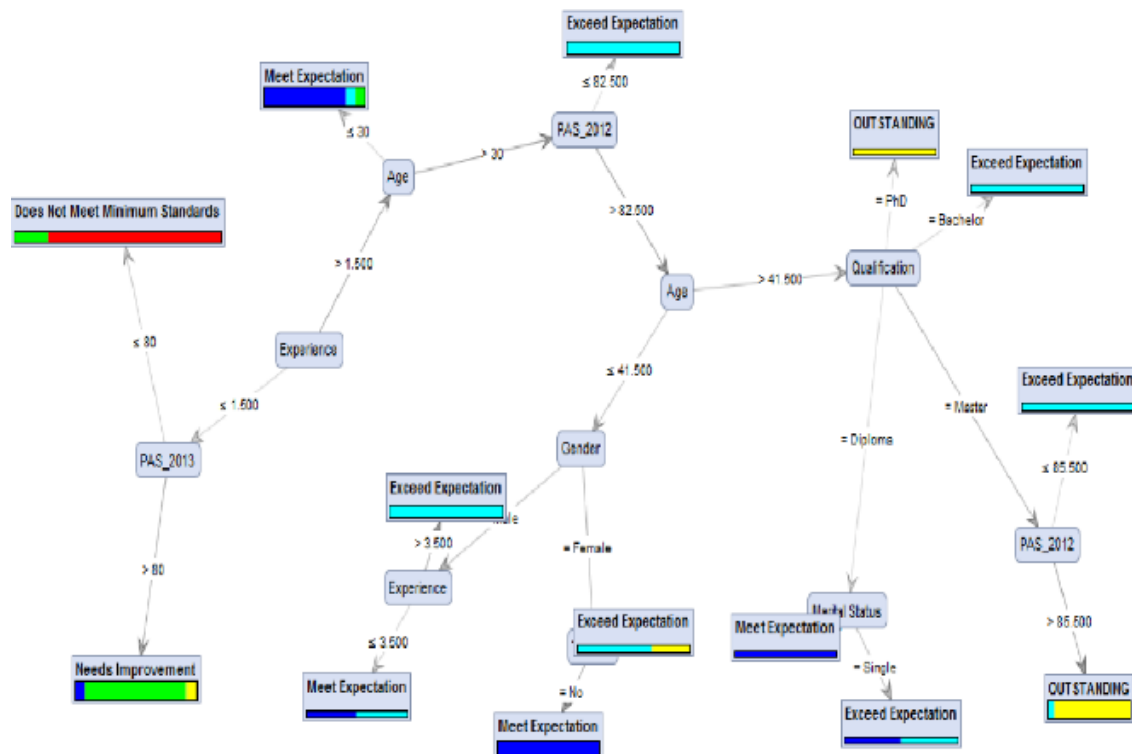 Exceed Expectation
≤ 82.500
Meet Expectation
≤ 30
PAS_2012
OUTSTANDING
Exceed Expectation
> 30
Age
= PhD
= Bachelor
Does Not Meet Minimum Standards
> 82.500
> 1.500
Qualification
Age
> 41.500
≤ 80
Experience
≤ 41.500
Exceed Expectation
≤ 1.500
= Master
= Diploma
Gender
PAS_2013
≤ 85.500
Exceed Expectation
> 3.500
= Female
PAS_2012
> 80
Experience
Marital Status
Exceed Expectation
Meet Expectation
> 85.500
≤ 3.500
Needs Improvement
= Single
Meet Expectation
= No
OUTSTANDING
Exceed Expectation
Meet Expectation